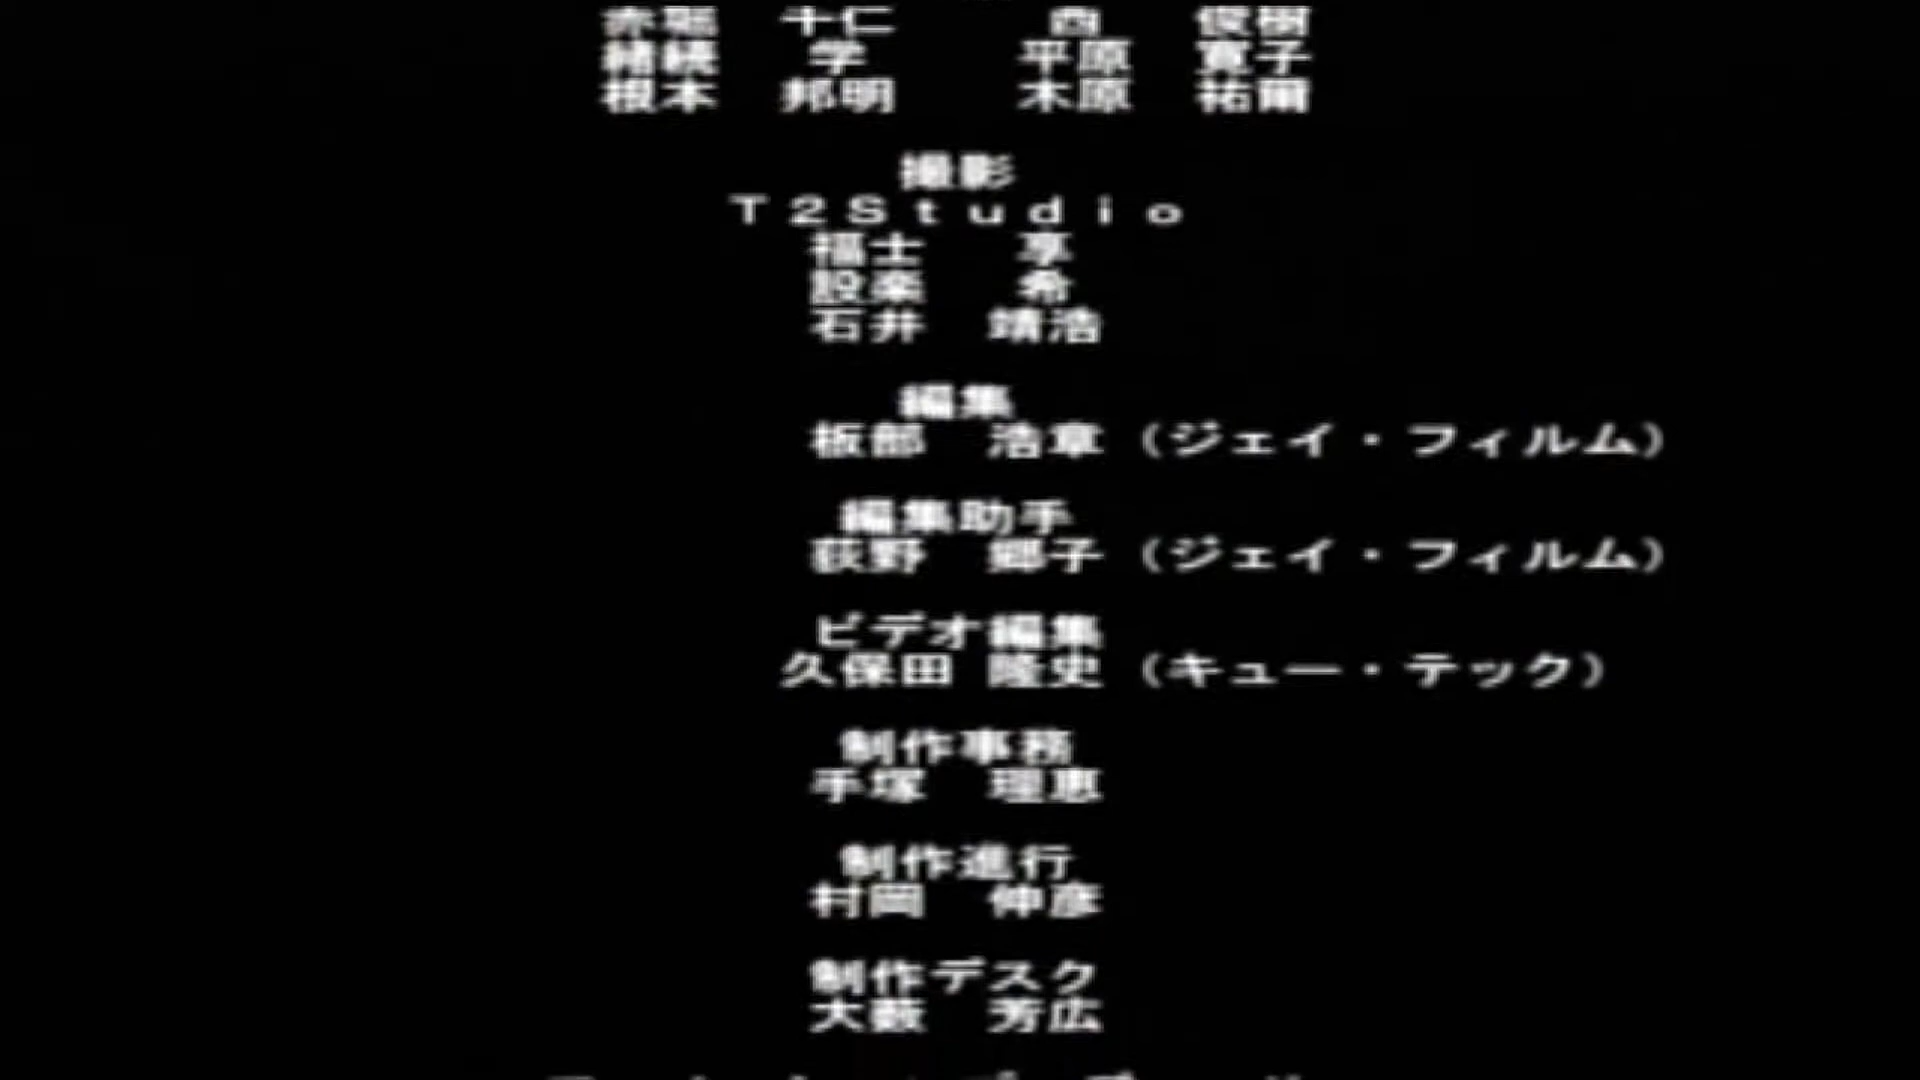 赤堀　十仁　　西　　俊樹
緒続　学　　平原　寛子
根本　邦明　　木原　祐爾
撮影
Ｔ２Ｓｔｕｄｉｏ
福士　　享
設楽　　希
石井　靖浩
編集
板部　浩章（ジェイ・フィルム）
編集助手
荻野　郷子（ジェイ・フィルム）
ビデオ編集
久保田 隆史（キュー・テック）
制作事務
手塚　理恵
制作進行
村岡　伸彦
制作デスク
大薮　芳広